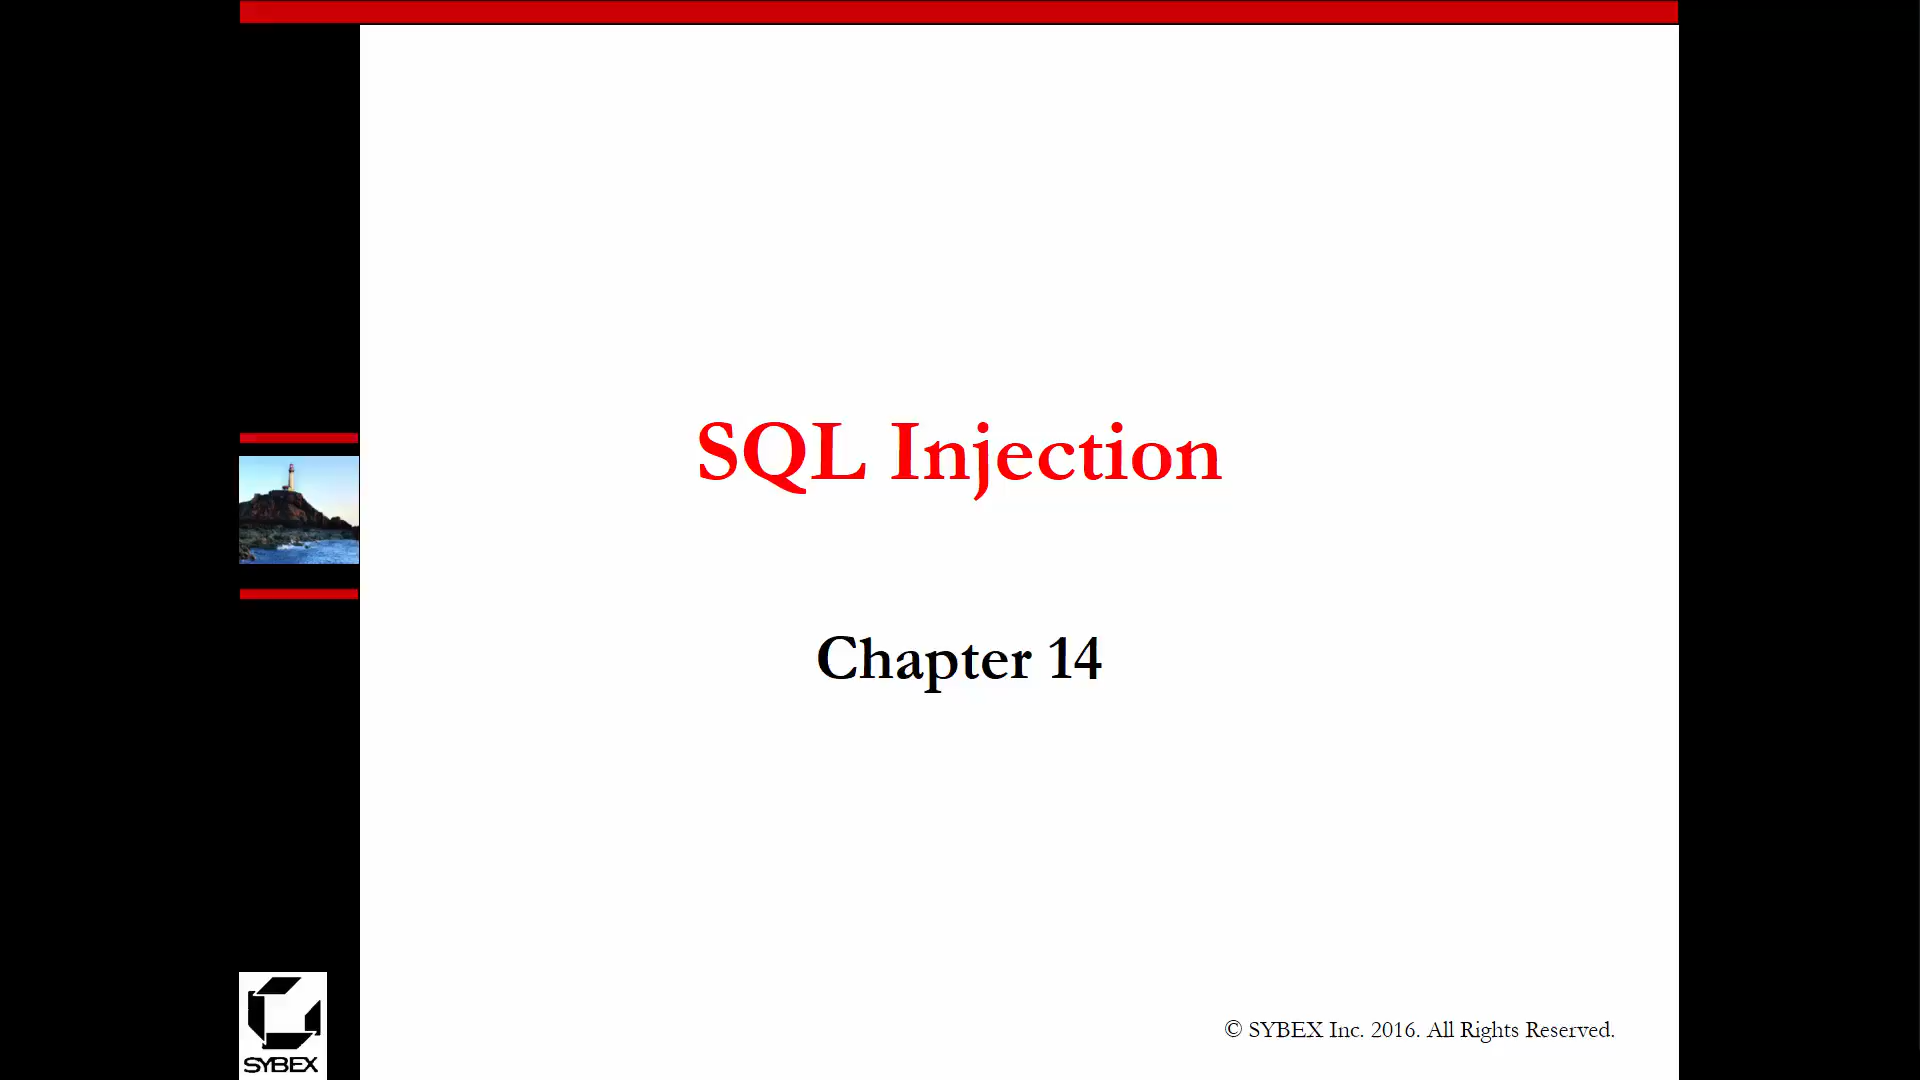 SQL Injection
Chapter 14
SYBEX
© SYBEX Inc. 2016. All Rights Reserved.